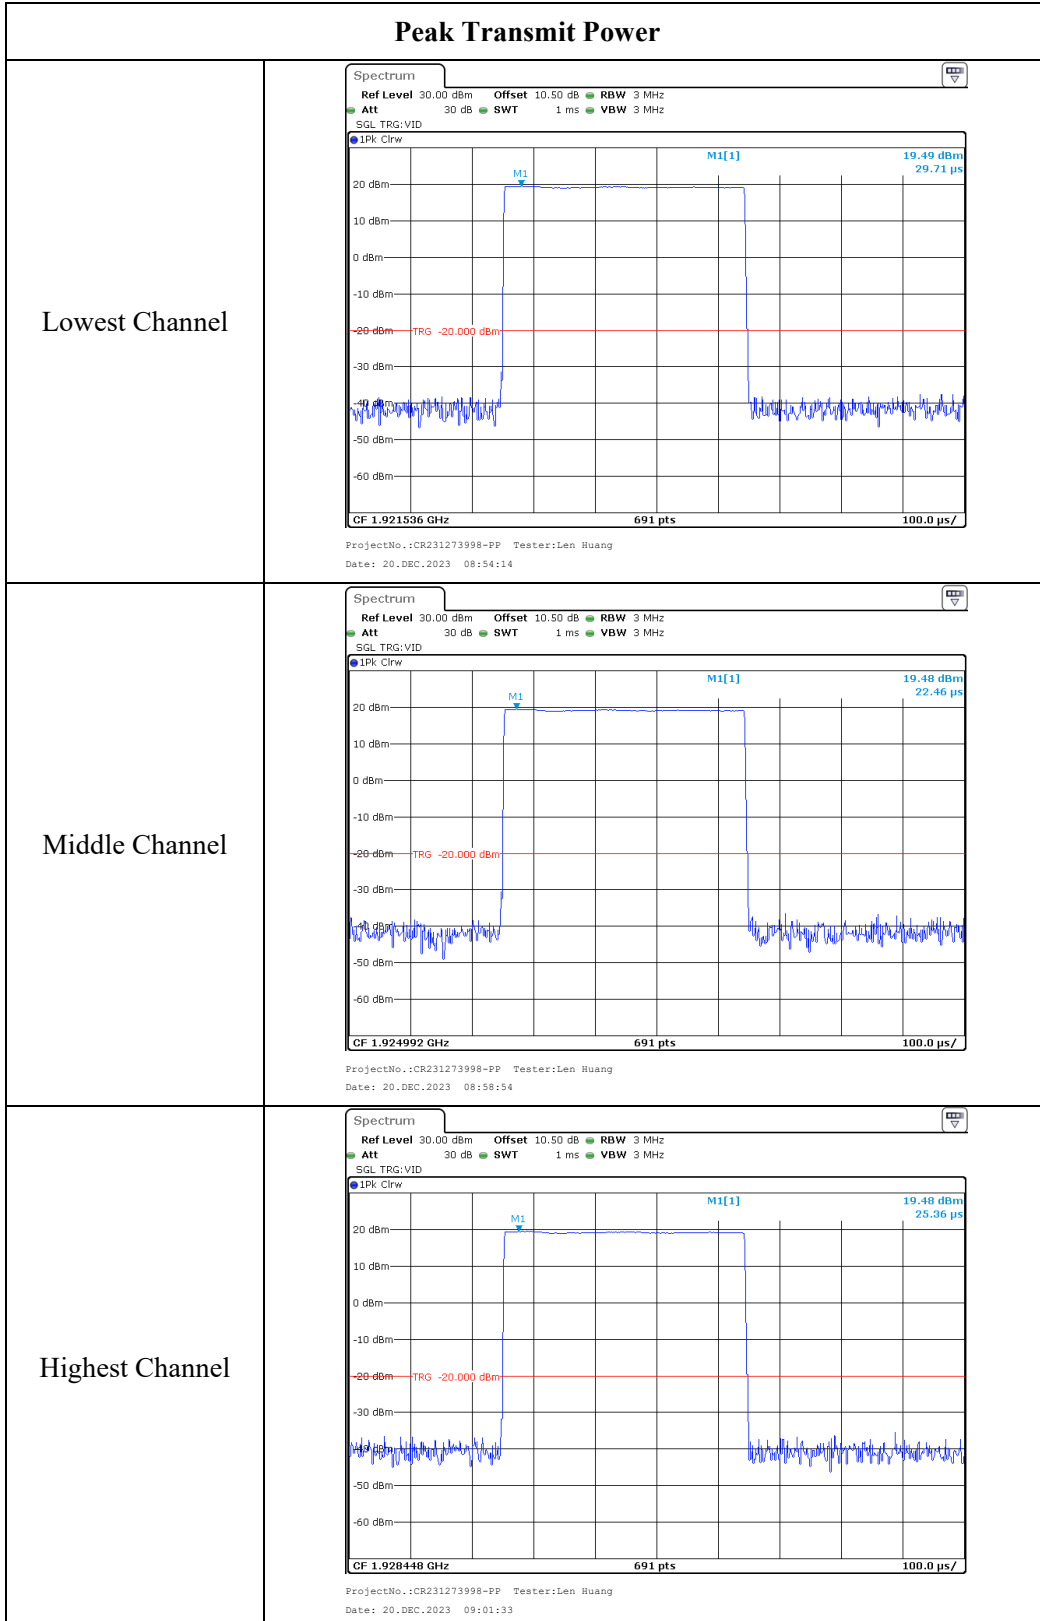 Peak Transmit Power
Lowest Channel
Spectrum
Ref Level 30.00 dBm Offset 10.50 dB RBW 3 MHz
Att 30 dB SWT 1 ms VBW 3 MHz
SGL TRG:VID
1Pk Clrw
M1[1] 19.49 dBm
29.71 µs
M1
20 dBm
10 dBm
0 dBm
-10 dBm
-20 dBm TRG -20.000 dBm
-30 dBm
-40 dBm
-50 dBm
-60 dBm
CF 1.921536 GHz 691 pts 100.0 µs/
ProjectNo.:CR231273998-PP Tester:Len Huang
Date: 20.DEC.2023 08:54:14
Middle Channel
Spectrum
Ref Level 30.00 dBm Offset 10.50 dB RBW 3 MHz
Att 30 dB SWT 1 ms VBW 3 MHz
SGL TRG:VID
1Pk Clrw
M1[1] 19.48 dBm
22.46 µs
M1
20 dBm
10 dBm
0 dBm
-10 dBm
-20 dBm TRG -20.000 dBm
-30 dBm
-40 dBm
-50 dBm
-60 dBm
CF 1.924992 GHz 691 pts 100.0 µs/
ProjectNo.:CR231273998-PP Tester:Len Huang
Date: 20.DEC.2023 08:58:54
Highest Channel
Spectrum
Ref Level 30.00 dBm Offset 10.50 dB RBW 3 MHz
Att 30 dB SWT 1 ms VBW 3 MHz
SGL TRG:VID
1Pk Clrw
M1[1] 19.48 dBm
25.36 µs
M1
20 dBm
10 dBm
0 dBm
-10 dBm
-20 dBm TRG -20.000 dBm
-30 dBm
-40 dBm
-50 dBm
-60 dBm
CF 1.928448 GHz 691 pts 100.0 µs/
ProjectNo.:CR231273998-PP Tester:Len Huang
Date: 20.DEC.2023 09:01:33